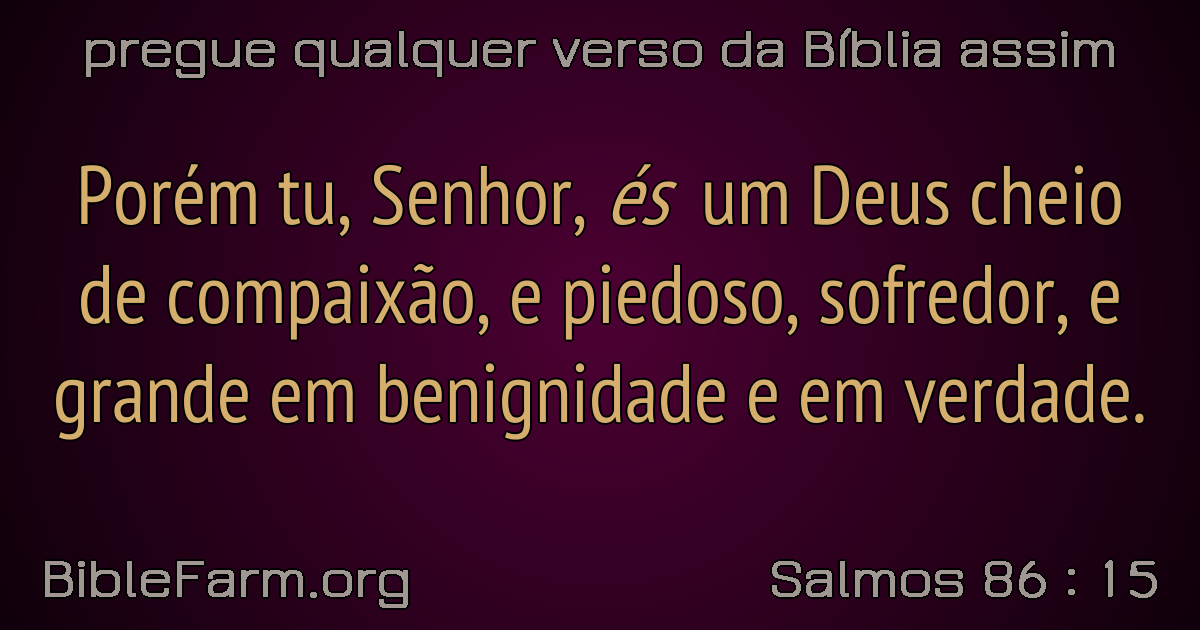 pregue qualquer verso da Bíblia assim
Porém tu, Senhor, és um Deus cheio
de compaixão, e piedoso, sofredor, e
grande em benignidade e em verdade.
BibleFarm.org
Salmos 86 : 15